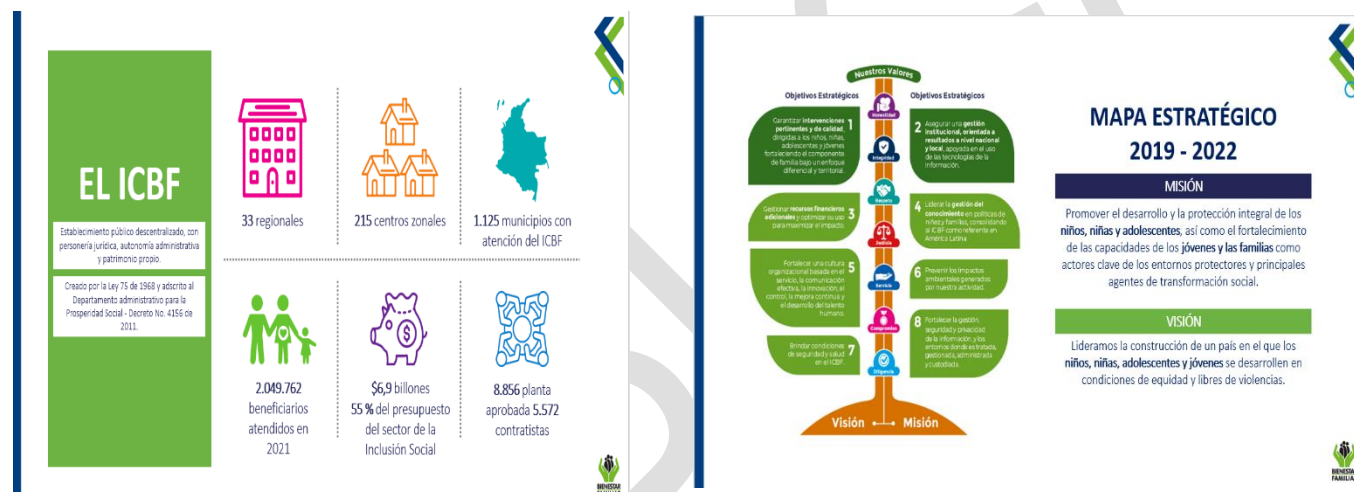 EL ICBF
Establecimiento público descentralizado, con
personería jurídica, autonomía administrativa
y patrimonio propio.
Creado por la Ley 75 de 1968 y adscrito al
Departamento administrativo para la
Prosperidad Social - Decreto No. 4156 de
2011.
33 regionales
215 centros zonales
1.125 municipios con
atención del ICBF
2.049.762
beneficiarios
atendidos en
2021
$6,9 billones
55 % del presupuesto
del sector de la
Inclusión Social
8.856 planta
aprobada 5.572
contratistas
BIENESTAR
FAMILIAR
Nuestros Valores
Objetivos Estratégicos
Objetivos Estratégicos
Garantizar intervenciones
pertinentes y de calidad,
dirigidas a los niños, niñas,
adolescentes y jóvenes
fortaleciendo el componente
de familia bajo un enfoque
diferencial y territorial.
1
2
Asegurar una gestión
institucional, orientada a
resultados a nivel nacional
y local, apoyada en el uso
de las tecnologías de la
información.
Gestionar recursos financieros
adicionales y optimizar su uso
para maximizar el impacto.
3
4
Liderar la gestión del
conocimiento en políticas de
niñez y familias, consolidando
al ICBF como referente en
América Latina
Fortalecer una cultura
organizacional basada en el
servicio, la comunicación
efectiva, la innovación, el
control, la mejora continua y
el desarrollo del talento
humano.
5
6
Prevenir los impactos
ambientales generados
por nuestra actividad.
Brindar condiciones
de seguridad y salud
en el ICBF.
7
8
Fortalecer la gestión,
seguridad y privacidad
de la información, y los
entornos donde es tratada,
gestionada, administrada
y custodiada.
Honestidad
Integridad
Respeto
Justicia
Servicio
Compromiso
Diligencia
Visión
Misión
MAPA ESTRATÉGICO
2019 - 2022
MISIÓN
Promover el desarrollo y la protección integral de los
niños, niñas y adolescentes, así como el fortalecimiento
de las capacidades de los jóvenes y las familias como
actores clave de los entornos protectores y principales
agentes de transformación social.
VISIÓN
Lideramos la construcción de un país en el que los
niños, niñas, adolescentes y jóvenes se desarrollen en
condiciones de equidad y libres de violencias.
BIENESTAR
FAMILIAR